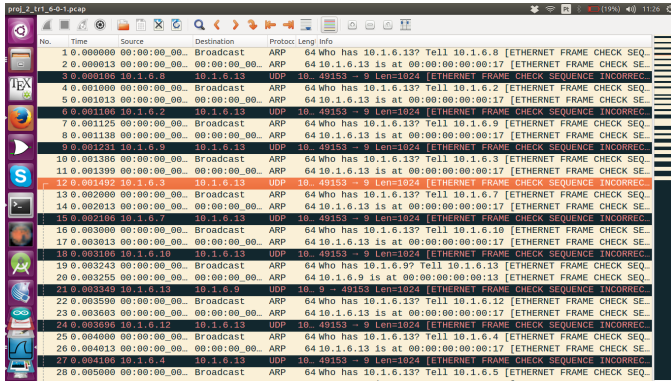 proj_2_tr1_6-0-1.pcap PI (19%) 11:26
No. Time Source Destination Protocc Lengl Info
1 0.000000 00:00:00_00… Broadcast ARP 64 Who has 10.1.6.13? Tell 10.1.6.8 [ETHERNET FRAME CHECK SEQ…
2 0.000013 00:00:00_00… 00:00:00_00… ARP 64 10.1.6.13 is at 00:00:00:00:00:17 [ETHERNET FRAME CHECK SE…
3 0.000106 10.1.6.8 10.1.6.13 UDP 10… 49153 → 9 Len=1024 [ETHERNET FRAME CHECK SEQUENCE INCORREC…
4 0.001000 00:00:00_00… Broadcast ARP 64 Who has 10.1.6.13? Tell 10.1.6.2 [ETHERNET FRAME CHECK SEQ…
5 0.001013 00:00:00_00… 00:00:00_00… ARP 64 10.1.6.13 is at 00:00:00:00:00:17 [ETHERNET FRAME CHECK SE…
6 0.001106 10.1.6.2 10.1.6.13 UDP 10… 49153 → 9 Len=1024 [ETHERNET FRAME CHECK SEQUENCE INCORREC…
7 0.001125 00:00:00_00… Broadcast ARP 64 Who has 10.1.6.13? Tell 10.1.6.9 [ETHERNET FRAME CHECK SEQ…
8 0.001138 00:00:00_00… 00:00:00_00… ARP 64 10.1.6.13 is at 00:00:00:00:00:17 [ETHERNET FRAME CHECK SE…
9 0.001231 10.1.6.9 10.1.6.13 UDP 10… 49153 → 9 Len=1024 [ETHERNET FRAME CHECK SEQUENCE INCORREC…
10 0.001386 00:00:00_00… Broadcast ARP 64 Who has 10.1.6.13? Tell 10.1.6.3 [ETHERNET FRAME CHECK SEQ…
11 0.001399 00:00:00_00… 00:00:00_00… ARP 64 10.1.6.13 is at 00:00:00:00:00:17 [ETHERNET FRAME CHECK SE…
12 0.001492 10.1.6.3 10.1.6.13 UDP 10… 49153 → 9 Len=1024 [ETHERNET FRAME CHECK SEQUENCE INCORREC…
13 0.002000 00:00:00_00… Broadcast ARP 64 Who has 10.1.6.13? Tell 10.1.6.7 [ETHERNET FRAME CHECK SEQ…
14 0.002013 00:00:00_00… 00:00:00_00… ARP 64 10.1.6.13 is at 00:00:00:00:00:17 [ETHERNET FRAME CHECK SE…
15 0.002106 10.1.6.7 10.1.6.13 UDP 10… 49153 → 9 Len=1024 [ETHERNET FRAME CHECK SEQUENCE INCORREC…
16 0.003000 00:00:00_00… Broadcast ARP 64 Who has 10.1.6.13? Tell 10.1.6.10 [ETHERNET FRAME CHECK SE…
17 0.003013 00:00:00_00… 00:00:00_00… ARP 64 10.1.6.13 is at 00:00:00:00:00:17 [ETHERNET FRAME CHECK SE…
18 0.003106 10.1.6.10 10.1.6.13 UDP 10… 49153 → 9 Len=1024 [ETHERNET FRAME CHECK SEQUENCE INCORREC…
19 0.003243 00:00:00_00… Broadcast ARP 64 Who has 10.1.6.9? Tell 10.1.6.13 [ETHERNET FRAME CHECK SEQ…
20 0.003255 00:00:00_00… 00:00:00_00… ARP 64 10.1.6.9 is at 00:00:00:00:00:13 [ETHERNET FRAME CHECK SEQ…
21 0.003349 10.1.6.13 10.1.6.9 UDP 10… 9 → 49153 Len=1024 [ETHERNET FRAME CHECK SEQUENCE INCORREC…
22 0.003590 00:00:00_00… Broadcast ARP 64 Who has 10.1.6.13? Tell 10.1.6.12 [ETHERNET FRAME CHECK SE…
23 0.003603 00:00:00_00… 00:00:00_00… ARP 64 10.1.6.13 is at 00:00:00:00:00:17 [ETHERNET FRAME CHECK SE…
24 0.003696 10.1.6.12 10.1.6.13 UDP 10… 49153 → 9 Len=1024 [ETHERNET FRAME CHECK SEQUENCE INCORREC…
25 0.004000 00:00:00_00… Broadcast ARP 64 Who has 10.1.6.13? Tell 10.1.6.4 [ETHERNET FRAME CHECK SEQ…
26 0.004013 00:00:00_00… 00:00:00_00… ARP 64 10.1.6.13 is at 00:00:00:00:00:17 [ETHERNET FRAME CHECK SE…
27 0.004106 10.1.6.4 10.1.6.13 UDP 10… 49153 → 9 Len=1024 [ETHERNET FRAME CHECK SEQUENCE INCORREC…
28 0.005000 00:00:00_00… Broadcast ARP 64 Who has 10.1.6.13? Tell 10.1.6.5 [ETHERNET FRAME CHECK SEQ…